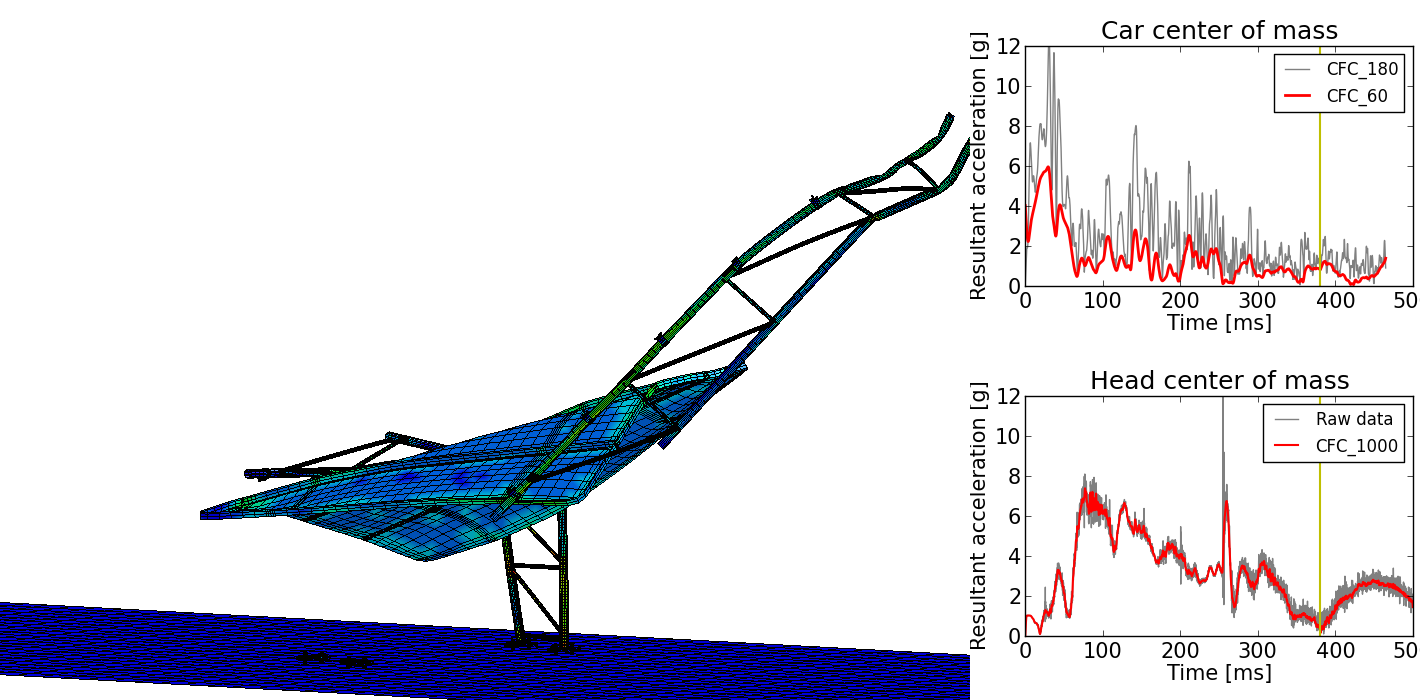 Car center of mass
Resultant acceleration [g]
12
10
8
6
4
2
0
CFC_180
CFC_60
0 100 200 300 400 50
Time [ms]
Head center of mass
Resultant acceleration [g]
12
10
8
6
4
2
0
Raw data
CFC_1000
0 100 200 300 400 50
Time [ms]